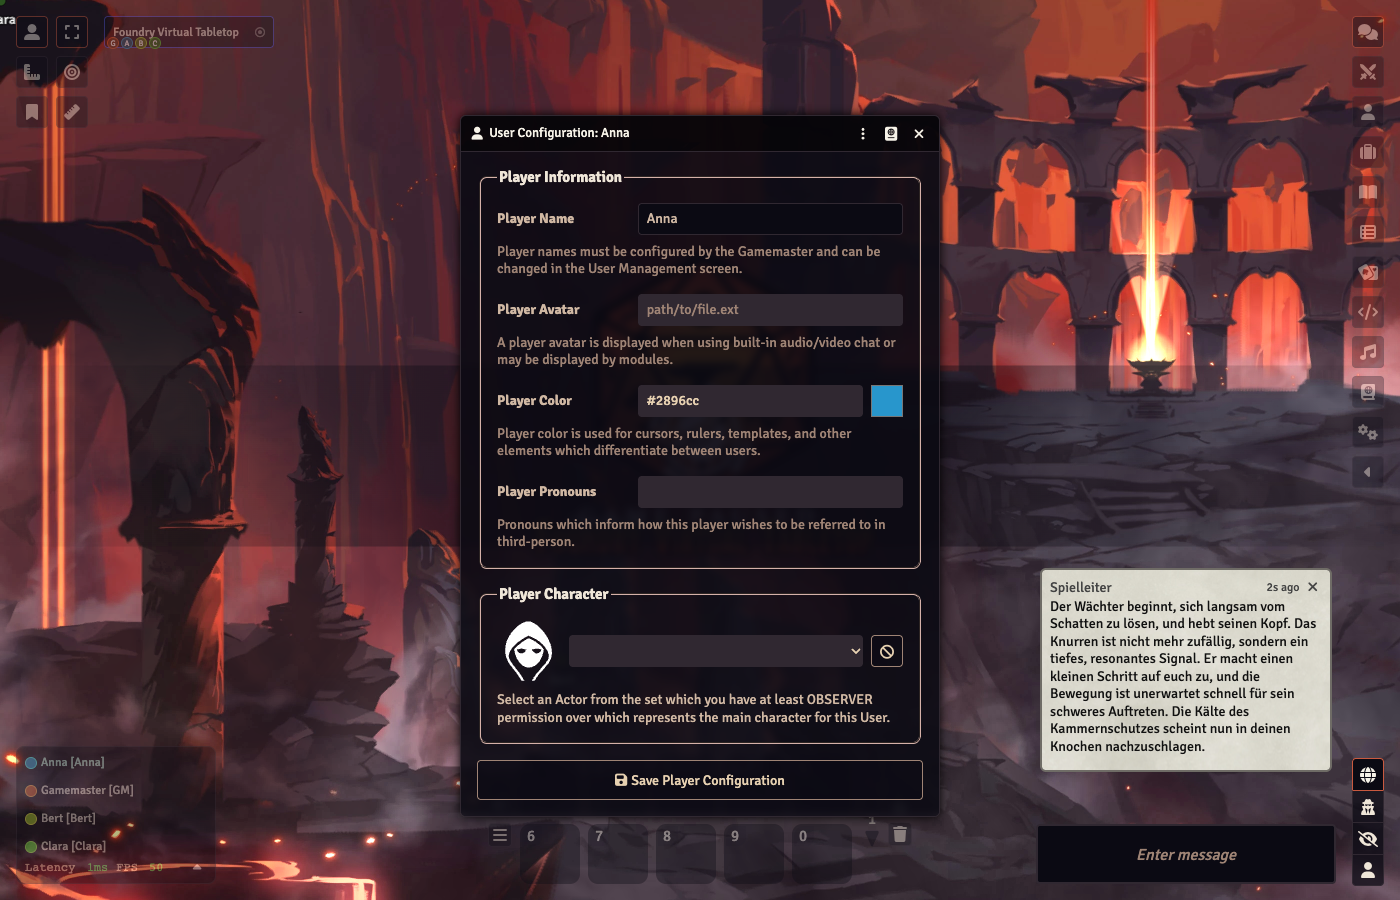 ara
Foundry Virtual Tabletop
G A B C
User Configuration: Anna
Player Information
Player Name
Anna
Player names must be configured by the Gamemaster and can be
changed in the User Management screen.
Player Avatar
path/to/file.ext
A player avatar is displayed when using built-in audio/video chat or
may be displayed by modules.
Player Color
#2896cc
Player color is used for cursors, rulers, templates, and other
elements which differentiate between users.
Player Pronouns
Pronouns which inform how this player wishes to be referred to in
third-person.
Player Character
Select an Actor from the set which you have at least OBSERVER
permission over which represents the main character for this User.
Save Player Configuration
Spielleiter
2s ago
Der Wächter beginnt, sich langsam vom
Schatten zu lösen, und hebt seinen Kopf. Das
Knurren ist nicht mehr zufällig, sondern ein
tiefes, resonantes Signal. Er macht einen
kleinen Schritt auf euch zu, und die
Bewegung ist unerwartet schnell für sein
schweres Auftreten. Die Kälte des
Kammernschutzes scheint nun in deinen
Knochen nachzuschlagen.
Anna [Anna]
Gamemaster [GM]
Bert [Bert]
Clara [Clara]
Latency 1ms FPS 50
6 7 8 9 0
1
Enter message